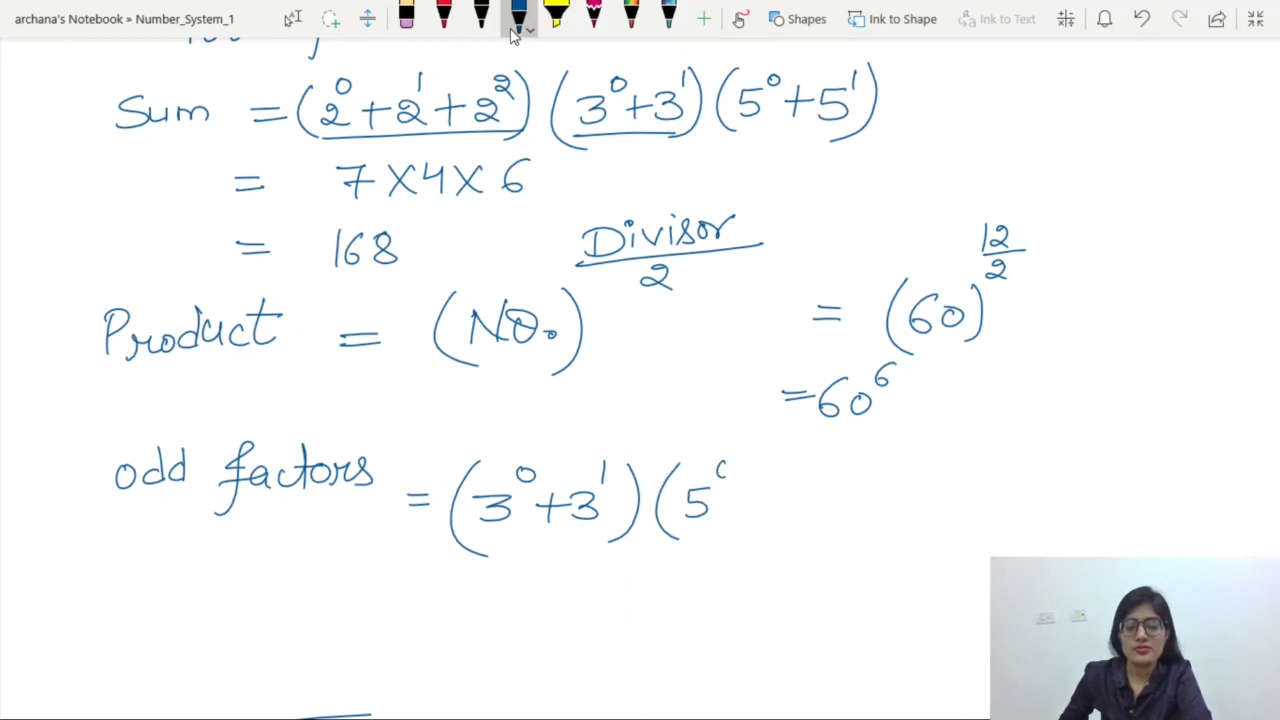 archana's Notebook » Number_System_1
Shapes
Ink to Shape
Ink to Text
Sum = (2⁰+2¹+2²) (3⁰+3¹) (5⁰+5¹)
= 7×4×6
= 168
Product = (No.)^(Divisor/2) = (60)^(12/2)
= 60⁶
odd factors = (3⁰+3¹) (5